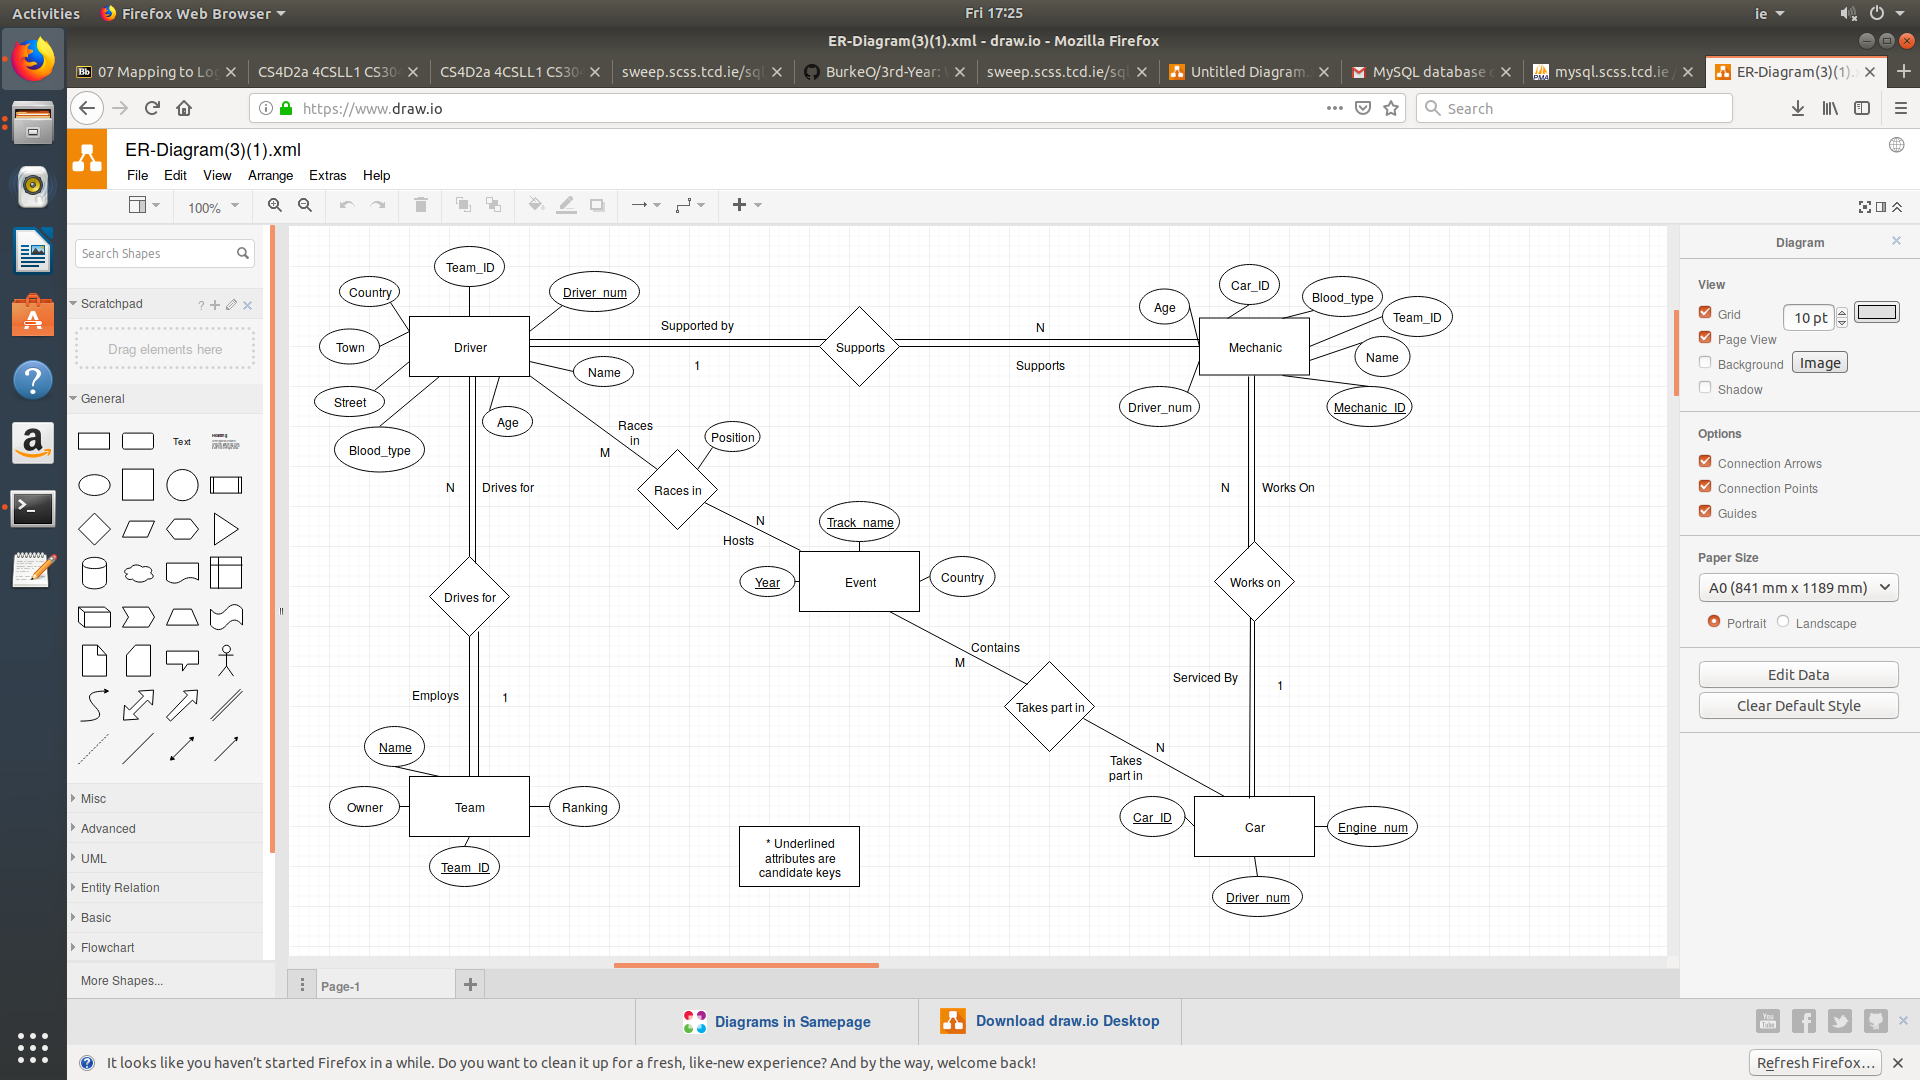 Activities
Firefox Web Browser
Fri 17:25
ie
ER-Diagram(3)(1).xml - draw.io - Mozilla Firefox
Bb
07 Mapping to Lo
CS4D2a 4CSLL1 CS30
CS4D2a 4CSLL1 CS30
sweep.scss.tcd.ie/sql
BurkeO/3rd-Year:
sweep.scss.tcd.ie/sql
Untitled Diagram.
MySQL database
mysql.scss.tcd.ie
ER-Diagram(3)(1).
https://www.draw.io
Search
ER-Diagram(3)(1).xml
File
Edit
View
Arrange
Extras
Help
100%
Search Shapes
Scratchpad
?
Drag elements here
General
Text
Heading
Misc
Advanced
UML
Entity Relation
Basic
Flowchart
More Shapes...
Team_ID
Country
Driver_num
Town
Driver
Name
Street
Age
Blood_type
Supported by
1
Supports
N
Supports
Car_ID
Age
Blood_type
Team_ID
Mechanic
Name
Driver_num
Mechanic_ID
Races
in
M
Position
Races in
N
Hosts
N
Drives for
Drives for
Employs
1
Track_name
Year
Event
Country
N
Works On
Works on
Serviced By
1
Contains
M
Takes part in
N
Takes
part in
Name
Owner
Team
Ranking
Team_ID
* Underlined
attributes are
candidate keys
Car_ID
Car
Engine_num
Driver_num
Page-1
Diagram
View
Grid
10 pt
Page View
Background
Image
Shadow
Options
Connection Arrows
Connection Points
Guides
Paper Size
A0 (841 mm x 1189 mm)
Portrait
Landscape
Edit Data
Clear Default Style
Diagrams in Samepage
Download draw.io Desktop
You
Tube
It looks like you haven't started Firefox in a while. Do you want to clean it up for a fresh, like-new experience? And by the way, welcome back!
Refresh Firefox…